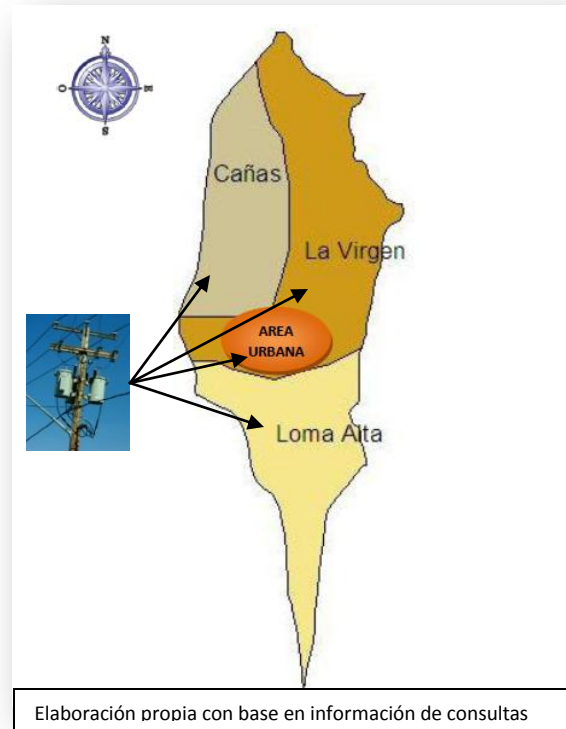 N
O
E
S
Cañas
La Virgen
AREA
URBANA
Loma Alta
Elaboración propia con base en información de consultas